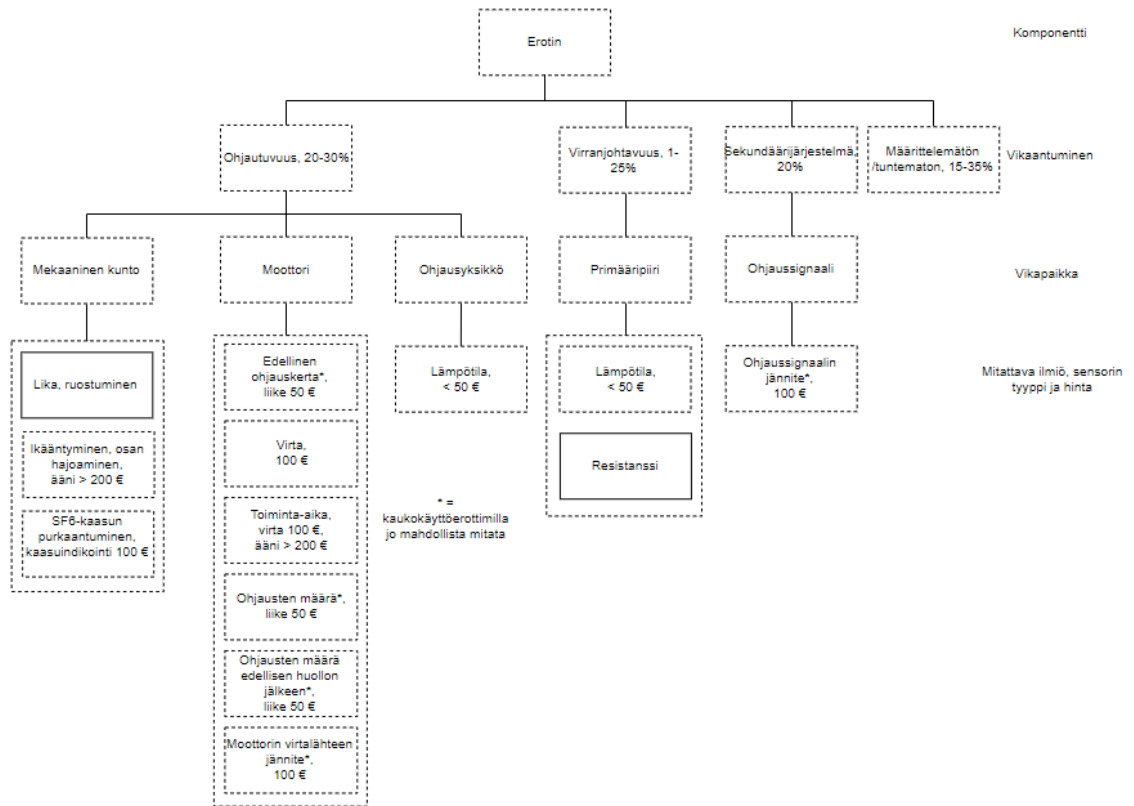 Erotin
Komponentti
Ohjautuvuus, 20-30%
Virranjohtavuus, 1-
25%
Sekundäärijärjestelmä,
20%
Määrittelemätön
/tuntematon, 15-35%
Vikaantuminen
Mekaaninen kunto
Moottori
Ohjausyksikkö
Primääripiiri
Ohjaussignaali
Vikapaikka
Lika, ruostuminen
Ikääntyminen, osan
hajoaminen,
ääni > 200 €
SF6-kaasun
purkaantuminen,
kaasuindikointi 100 €
Edellinen
ohjauskerta*,
liike 50 €
Virta,
100 €
Toiminta-aika,
virta 100 €,
ääni > 200 €
Ohjausten määrä*,
liike 50 €
Ohjausten määrä
edellisen huollon
jälkeen*,
liike 50 €
Moottorin virtalähteen
jännite*,
100 €
Lämpötila,
< 50 €
Lämpötila,
< 50 €
Resistanssi
Ohjaussignaalin
jännite*,
100 €
Mitattava ilmiö, sensorin
tyyppi ja hinta
* =
kaukokäyttöerottimilla
jo mahdollista mitata